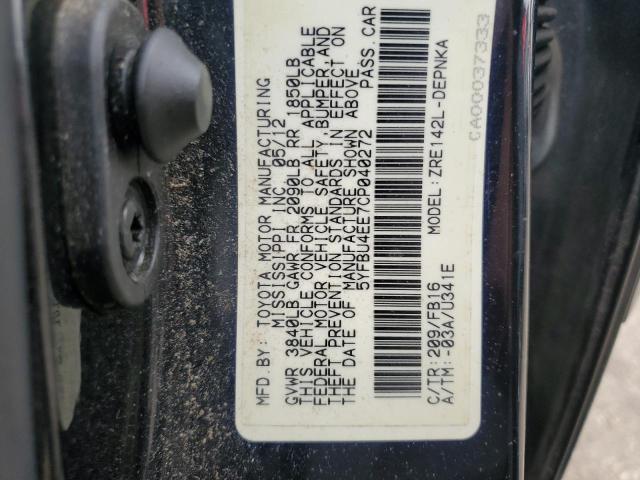 MFD.BY: TOYOTA MOTOR MANUFACTURING
MISSISSIPPI INC. 05/12
GVWR 3840LB GAWR FR 2090LB RR 1850LB
THIS VEHICLE CONFORMS TO ALL APPLICABLE
FEDERAL MOTOR VEHICLE SAFETY, BUMPER, AND
THEFT PREVENTION STANDARDS IN EFFECT ON
THE DATE OF MANUFACTURE SHOWN ABOVE.
5YFBU4EE7CP040272 PASS.CAR
C/TR: 209/FB16 MODEL: ZRE142L-DEPNKA
A/TM: -03A/U341E
CA00037333